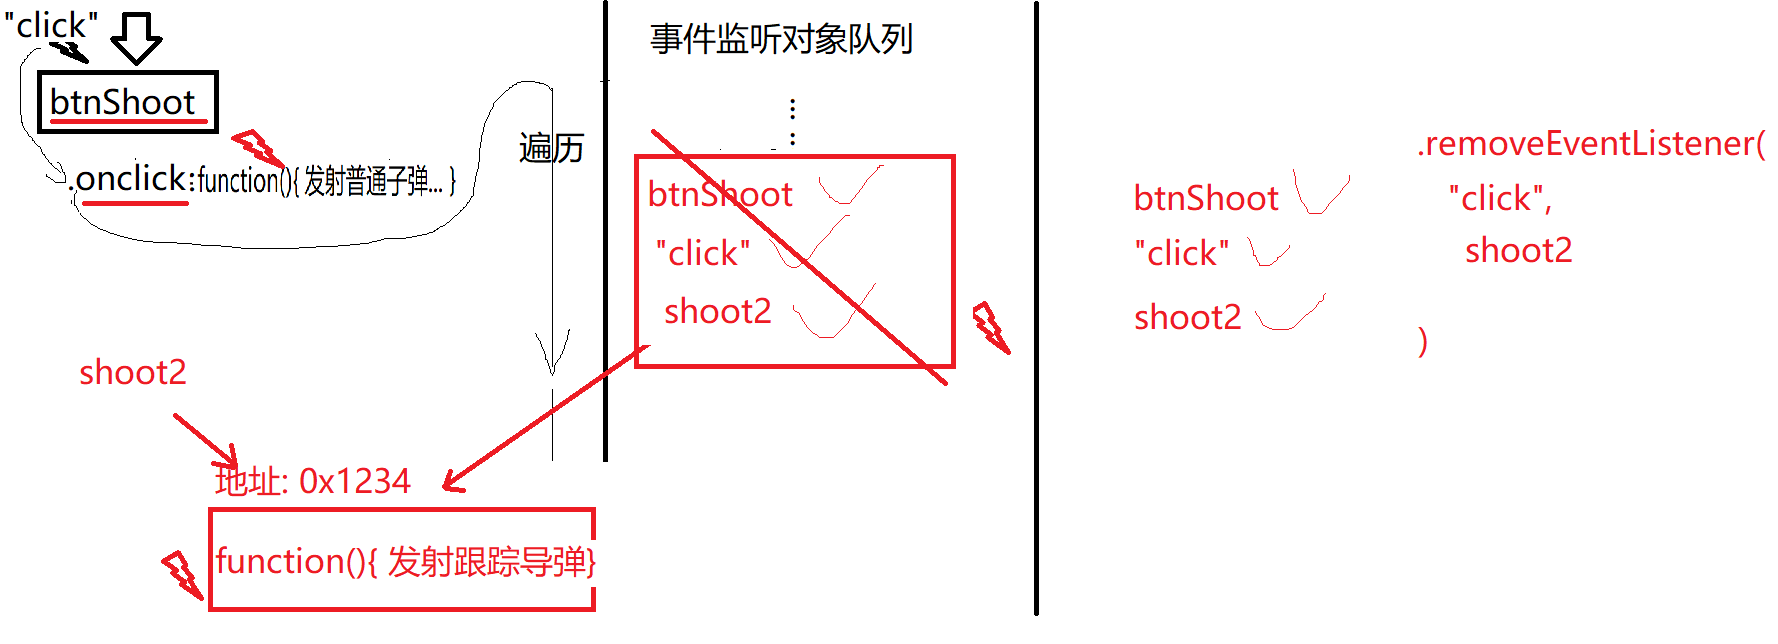 "click"
btnShoot
.onclick:function(){ 发射普通子弹... }
遍历
shoot2
地址: 0x1234
function(){ 发射跟踪导弹}
事件监听对象队列
btnShoot
"click"
shoot2
btnShoot
"click"
shoot2
.removeEventListener(
"click",
shoot2
)